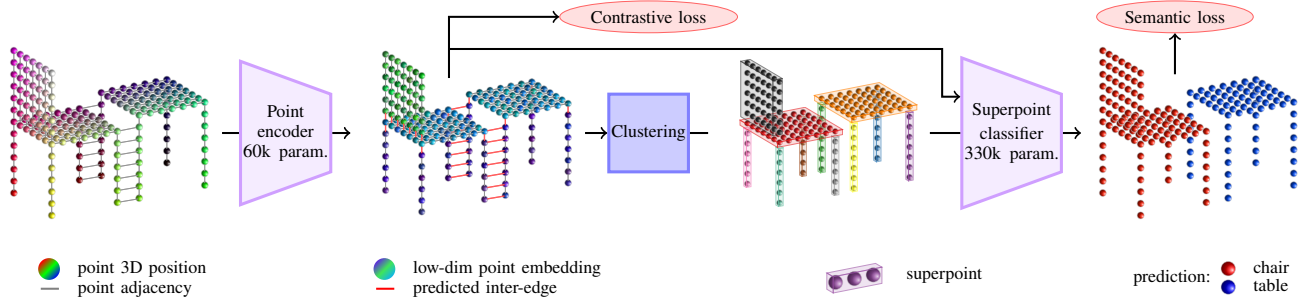 Contrastive loss
Semantic loss
Point
encoder
60k param.
Clustering
Superpoint
classifier
330k param.
point 3D position
point adjacency
low-dim point embedding
predicted inter-edge
superpoint
prediction:
chair
table